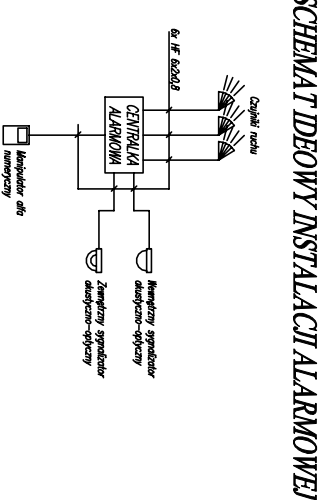 SCHEMAT IDEOWY INSTALACJI ALARMOWEJ
Czujniki ruchu
6x HF 6x2x0,8
CENTRALKA
ALARMOWA
Wewnętrzny sygnalizator
akustyczno-optyczny
Zewnętrzny sygnalizator
akustyczno-optyczny
Manipulator alfa
numeryczny